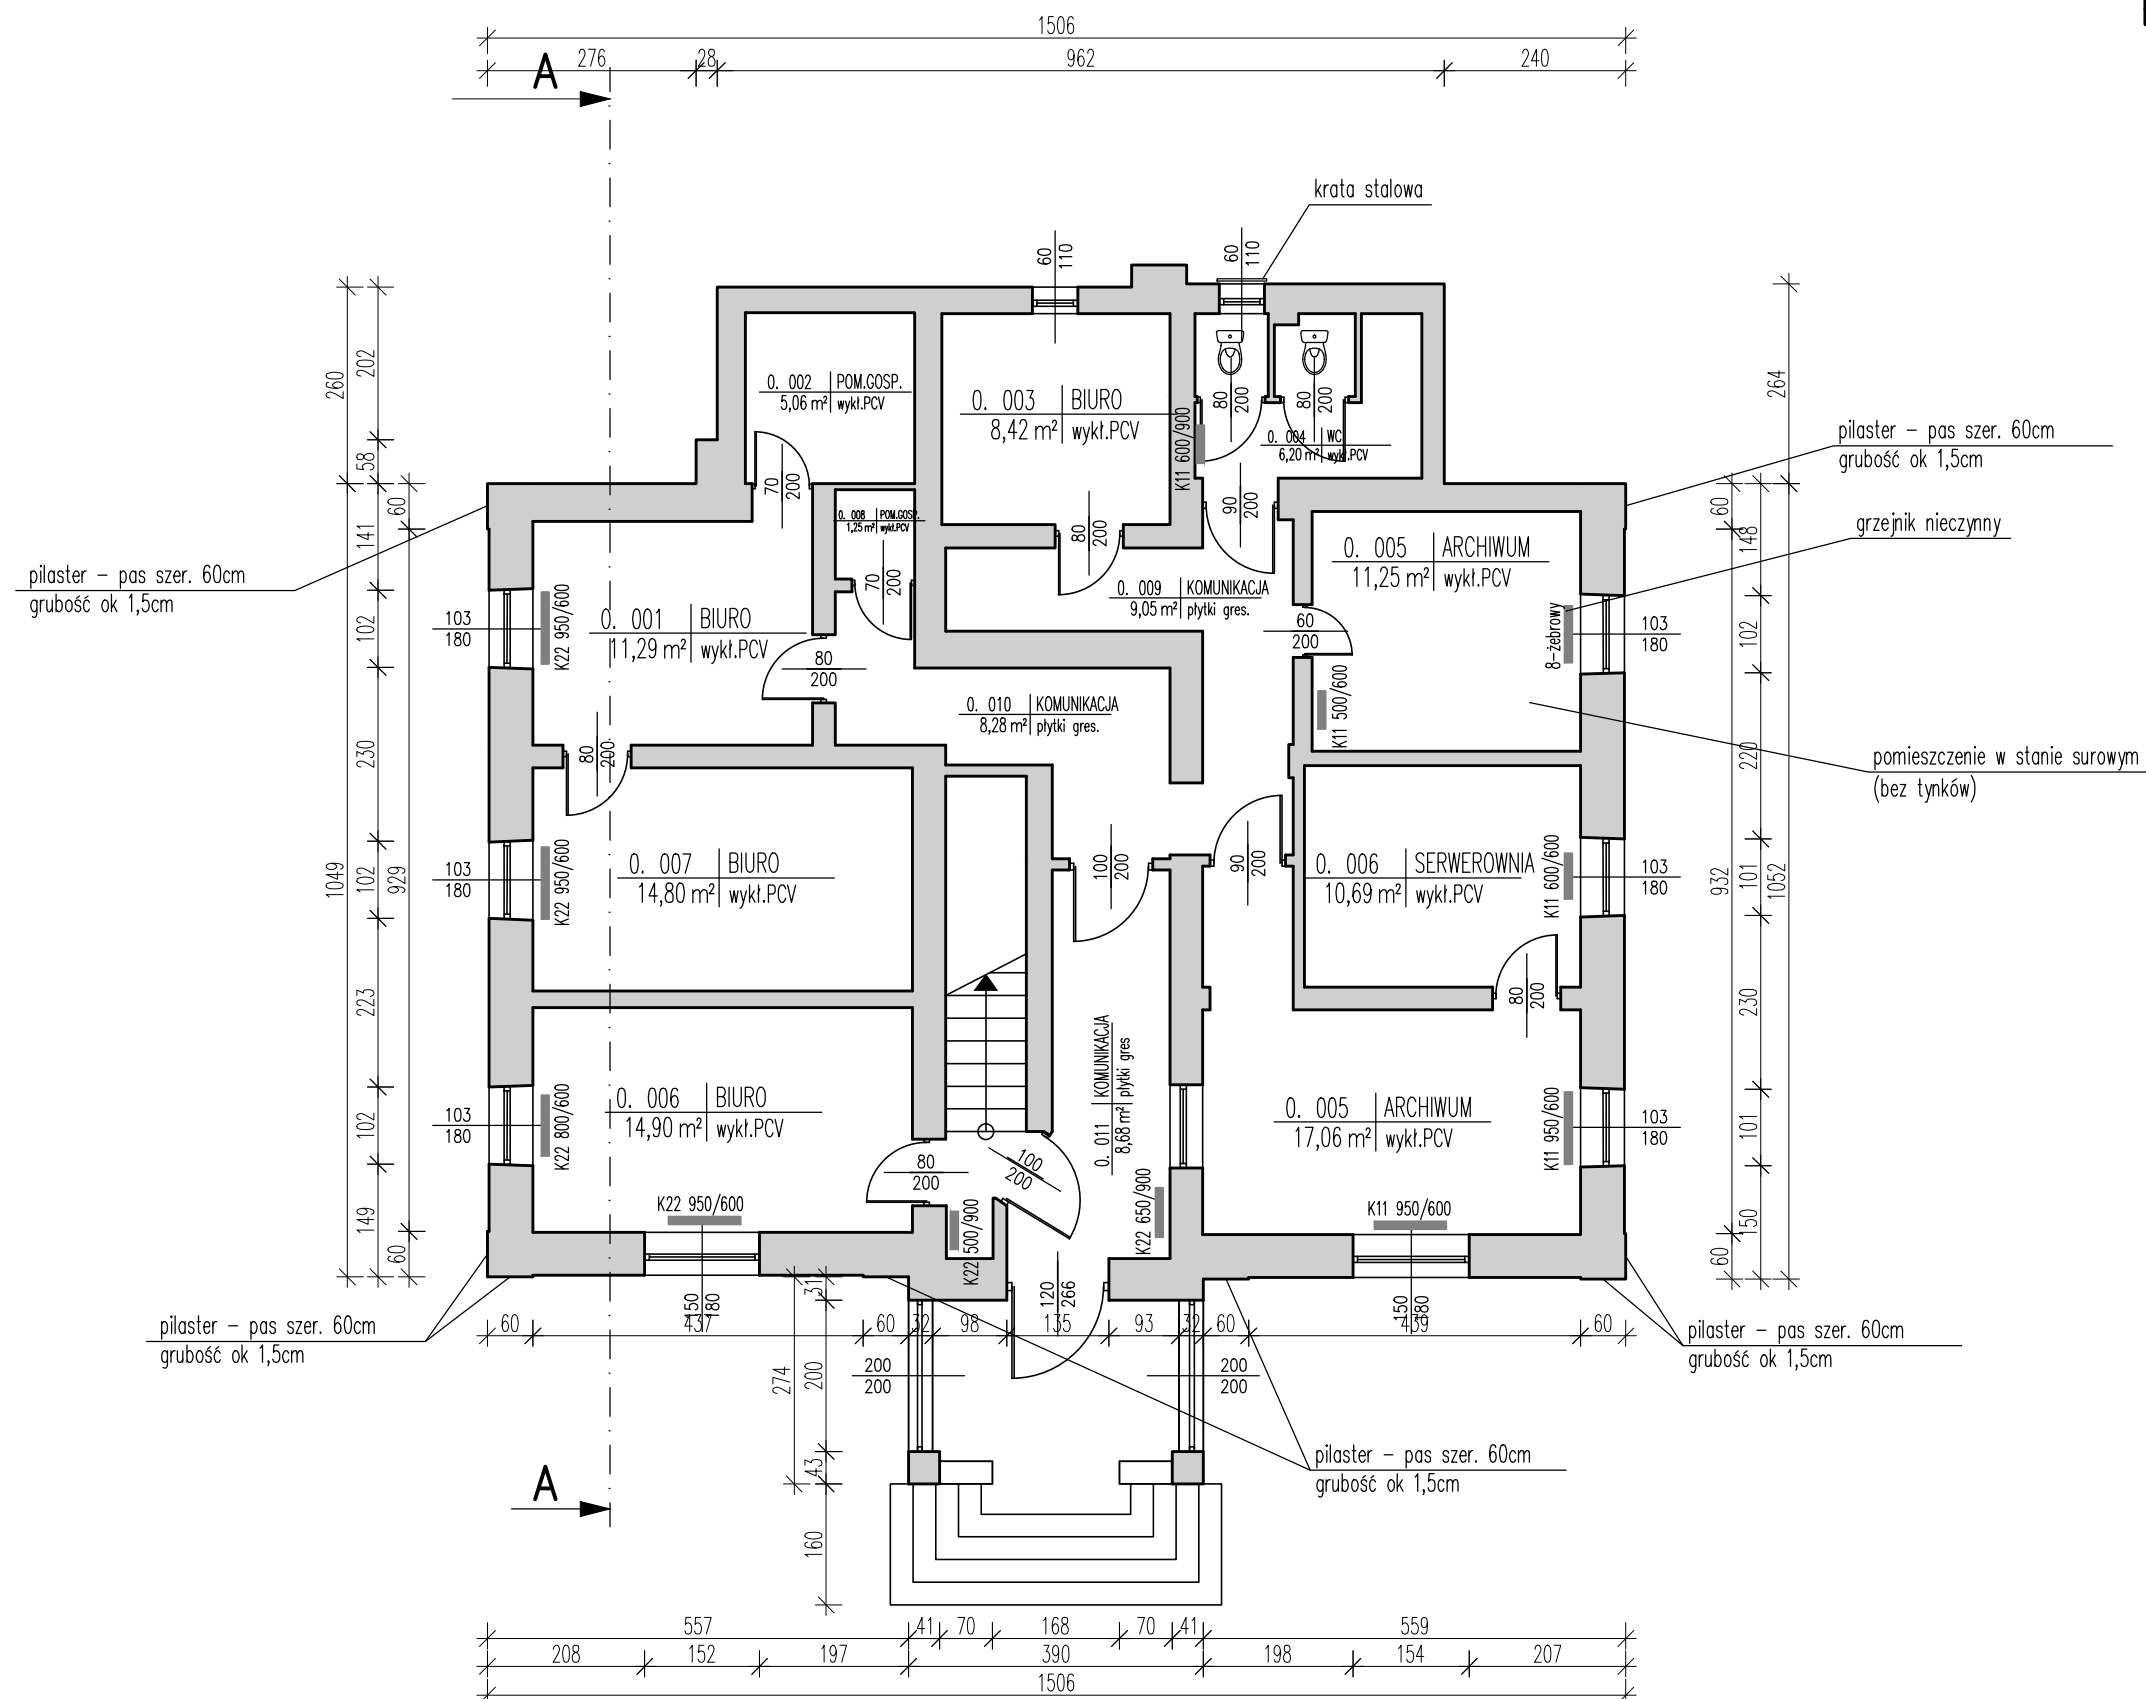 1506
276
28
962
240
A
krata stalowa
60
110
60
110
202
260
58
60
141
102
230
1049
102
929
223
102
149
60
264
60
148
102
220
932
101
1052
230
101
150
60
0. 002 POM.GOSP.
5,06 m² wykł.PCV
0. 003 BIURO
8,42 m² wykł.PCV
K11 600/900
80
200
80
200
0. 004 WC
6,20 m² wykł.PCV
pilaster – pas szer. 60cm
grubość ok 1,5cm
grzejnik nieczynny
70
200
0. 008 POM.GOSP.
1,25 m² wykł.PCV
70
200
80
200
90
200
0. 005 ARCHIWUM
11,25 m² wykł.PCV
pilaster – pas szer. 60cm
grubość ok 1,5cm
103
180
K22 950/600
0. 001 BIURO
11,29 m² wykł.PCV
80
200
0. 009 KOMUNIKACJA
9,05 m² płytki gres.
60
200
8-żebrowy
103
180
K11 500/600
0. 010 KOMUNIKACJA
8,28 m² płytki gres.
80
200
pomieszczenie w stanie surowym
(bez tynków)
103
180
K22 950/600
0. 007 BIURO
14,80 m² wykł.PCV
100
200
90
200
0. 006 SERWEROWNIA
10,69 m² wykł.PCV
K11 600/600
103
180
80
200
103
180
K22 800/600
0. 006 BIURO
14,90 m² wykł.PCV
0. 011 KOMUNIKACJA
8,68 m² płytki gres
0. 005 ARCHIWUM
17,06 m² wykł.PCV
K11 950/600
103
180
80
200
100
200
K22 950/600
K22 500/900
K22 650/900
K11 950/600
150
180
120
266
150
180
pilaster – pas szer. 60cm
grubość ok 1,5cm
60
437
60
32
98
135
93
32
60
439
60
pilaster – pas szer. 60cm
grubość ok 1,5cm
31
274
200
43
160
200
200
200
200
pilaster – pas szer. 60cm
grubość ok 1,5cm
A
557
41
70
168
70
41
559
208
152
197
390
198
154
207
1506